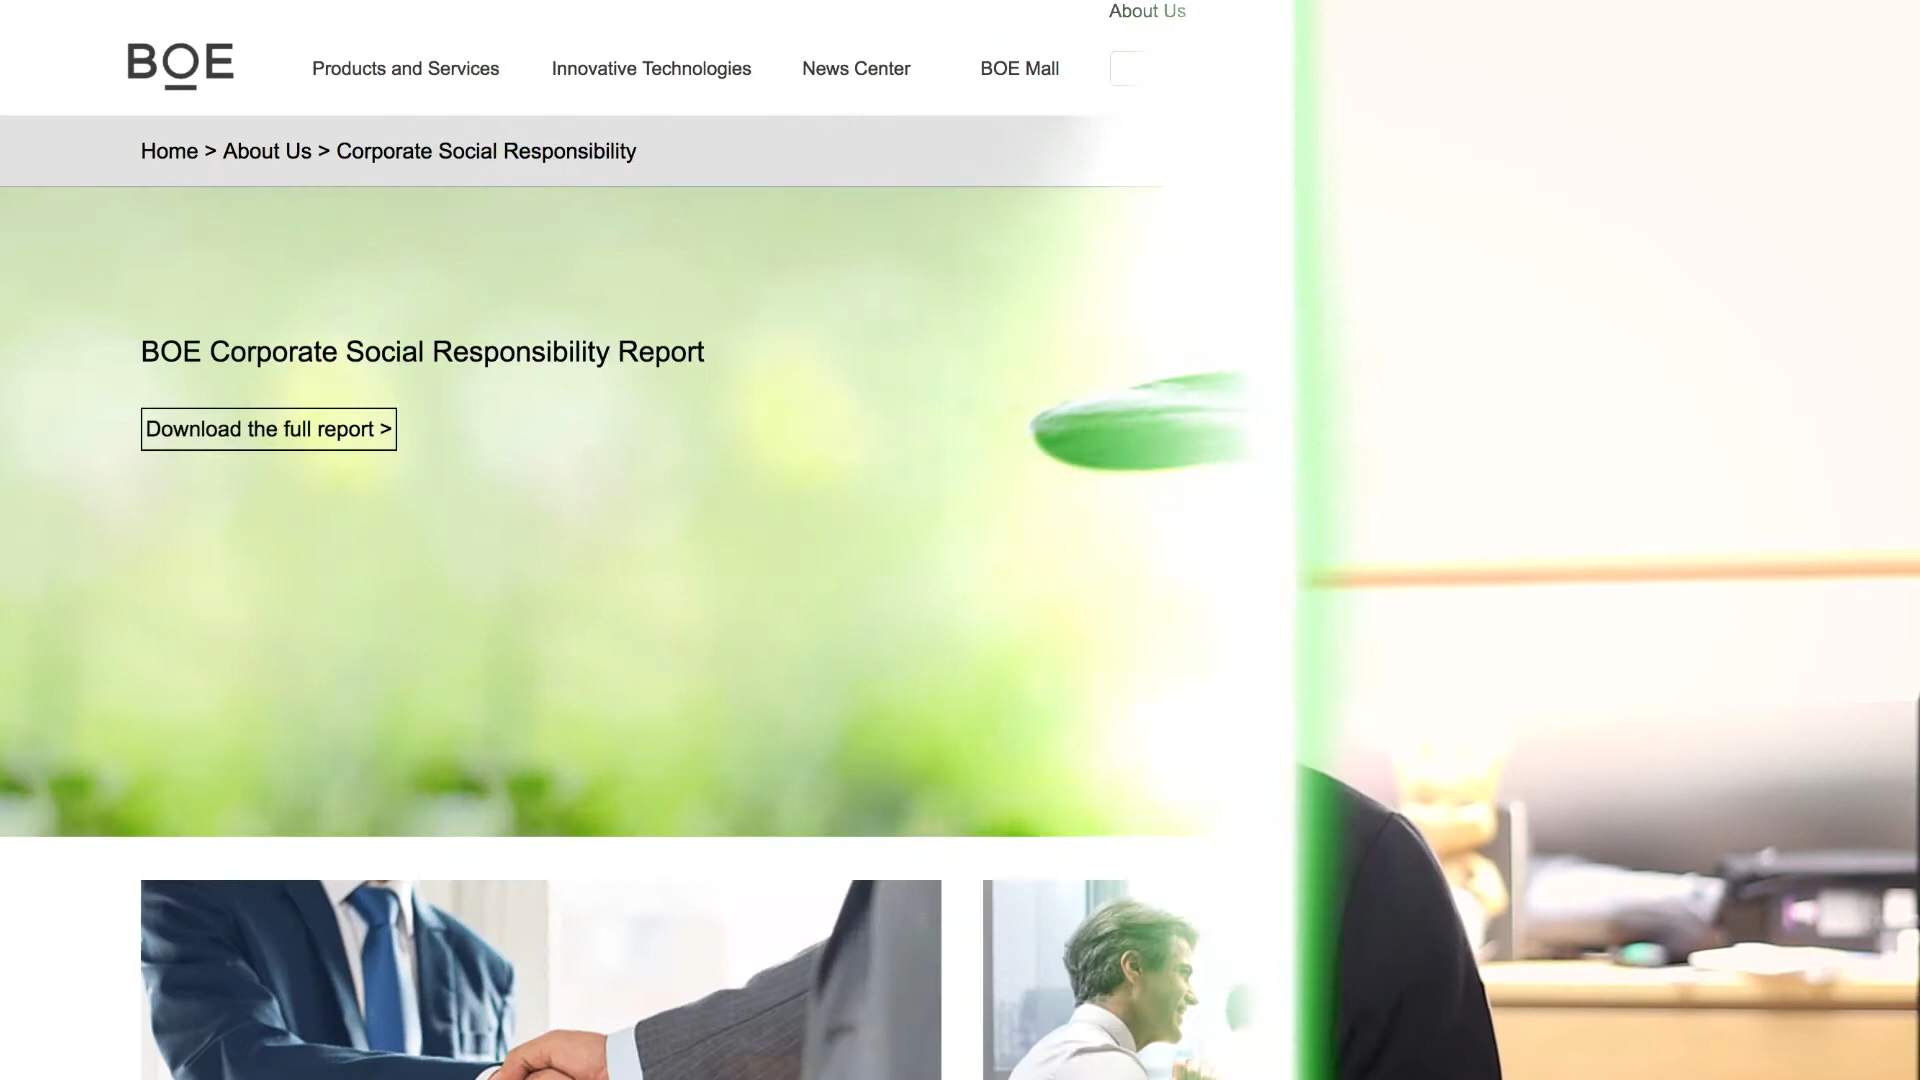 About Us
BOE
Products and Services
Innovative Technologies
News Center
BOE Mall
Home > About Us > Corporate Social Responsibility
BOE Corporate Social Responsibility Report
Download the full report >